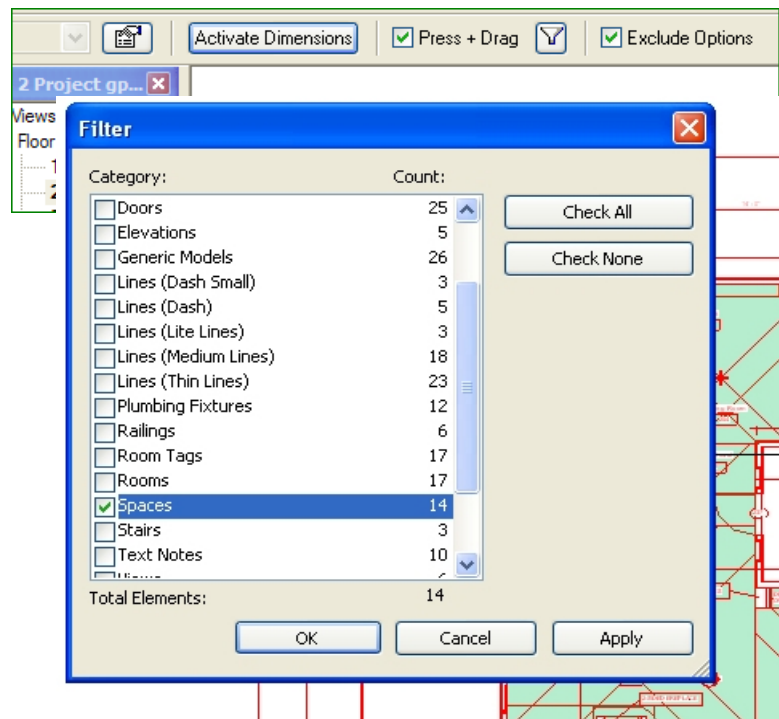 Activate Dimensions Press + Drag Exclude Options
2 Project gp...
Views
Floor
1
2
Filter
Category: Count:
Doors 25
Elevations 5
Generic Models 26
Lines (Dash Small) 3
Lines (Dash) 5
Lines (Lite Lines) 3
Lines (Medium Lines) 18
Lines (Thin Lines) 23
Plumbing Fixtures 12
Railings 6
Room Tags 17
Rooms 17
Spaces 14
Stairs 3
Text Notes 10
Total Elements: 14
Check All
Check None
OK Cancel Apply